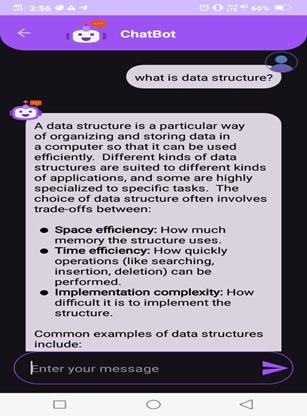 3:56
60%
ChatBot
what is data structure?
A data structure is a particular way
of organizing and storing data in
a computer so that it can be used
efficiently. Different kinds of data
structures are suited to different kinds
of applications, and some are highly
specialized to specific tasks. The
choice of data structure often involves
trade-offs between:
● Space efficiency: How much
memory the structure uses.
● Time efficiency: How quickly
operations (like searching,
insertion, deletion) can be
performed.
● Implementation complexity: How
difficult it is to implement the
structure.
Common examples of data structures
include:
Enter your message